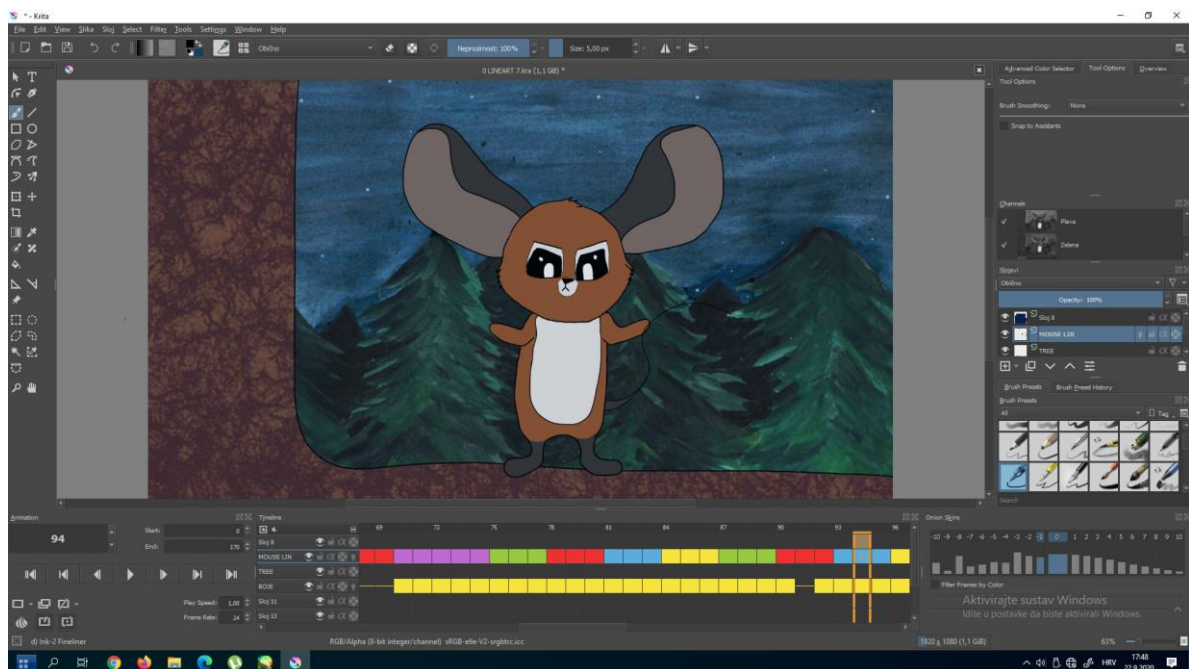 * - Krita
File Edit View Slika Sloj Select Filter Tools Settings Window Help
Obično
Neprozirnost: 100%
Size: 5,00 px
0 LINEART 7.kra (1,1 GiB) *
Advanced Color Selector Tool Options Overview
Tool Options
Brush Smoothing: None
Snap to Assistants
Channels
Plava
Zelena
Slojevi
Obično
Opacity: 100%
Sloj 8
MOUSE LIN
TREE
Brush Presets Brush Preset History
Brush Presets
All Tag
Search
Animation
94
Start: 0
End: 170
Play Speed: 1,00
Frame Rate: 24
Timeline
69 72 75 78 81 84 87 90 93 96
Sloj 8
MOUSE LIN
TREE
BOJE
Sloj 11
Sloj 13
Onion Skins
-10 -9 -8 -7 -6 -5 -4 -3 -2 -1 0 1 2 3 4 5 6 7 8 9 10
Filter Frames by Color
Aktivirajte sustav Windows
Idite u postavke da biste aktivirali Windows.
d) Ink-2 Fineliner
RGB/Alpha (8-bit integer/channel) sRGB-elle-V2-srgbtrc.icc
1920 x 1080 (1,1 GiB)
63%
HRV
17:48